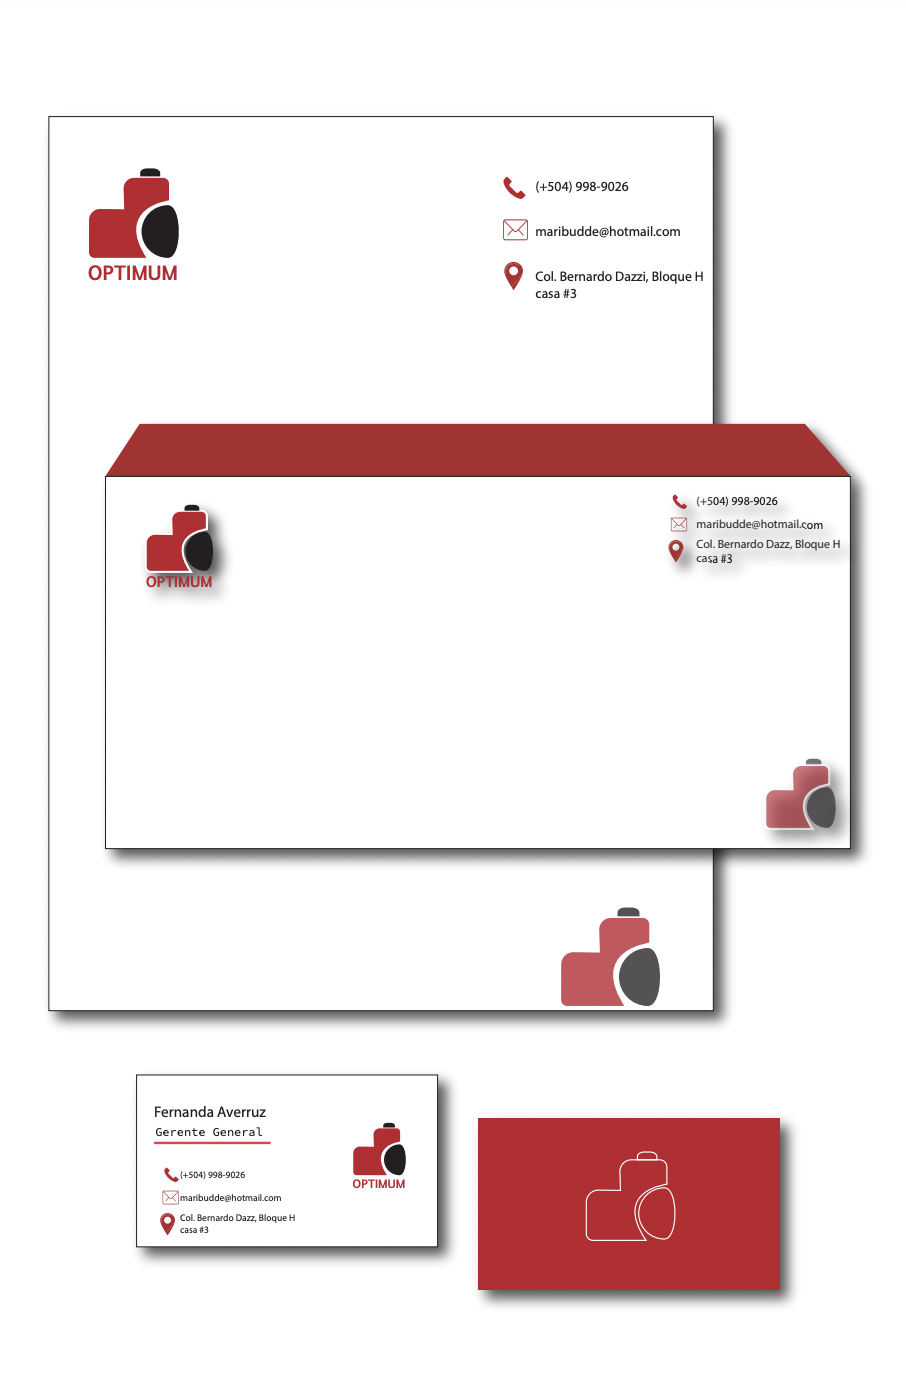 OPTIMUM
(+504) 998-9026
maribudde@hotmail.com
Col. Bernardo Dazzi, Bloque H
casa #3
OPTIMUM
(+504) 998-9026
maribudde@hotmail.com
Col. Bernardo Dazz, Bloque H
casa #3
Fernanda Averruz
Gerente General
(+504) 998-9026
maribudde@hotmail.com
Col. Bernardo Dazz, Bloque H
casa #3
OPTIMUM